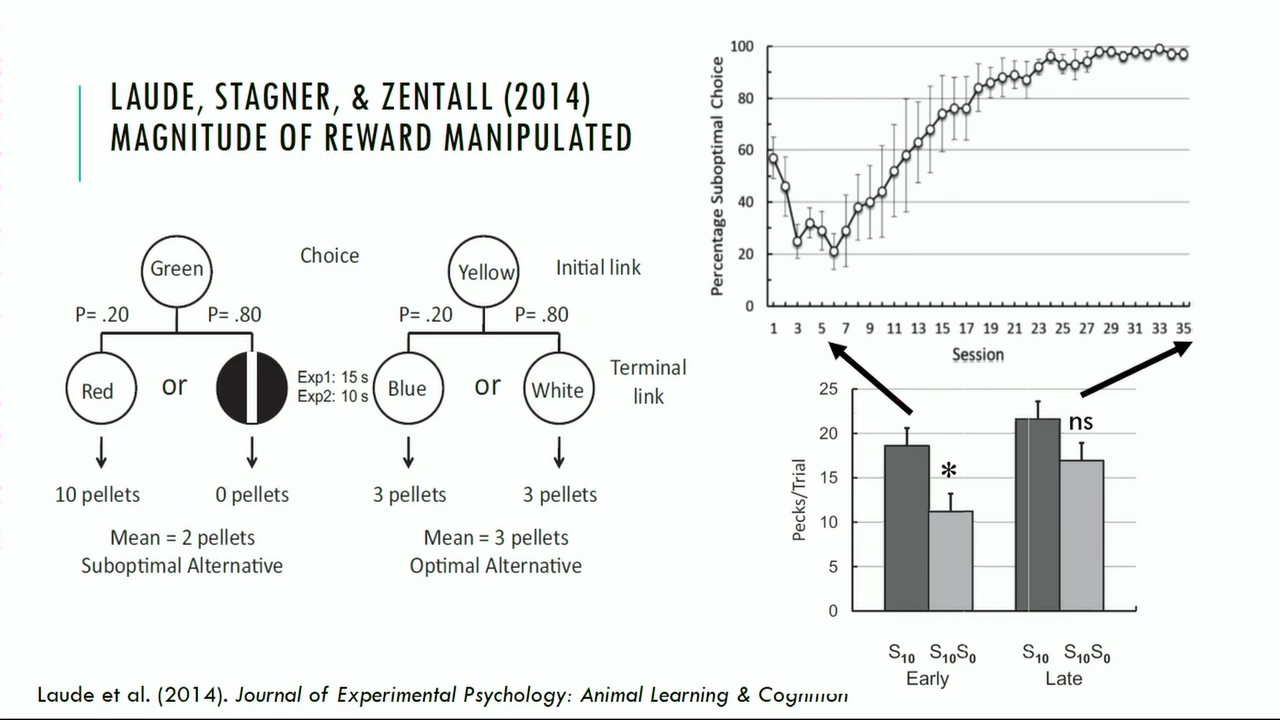 LAUDE, STAGNER, & ZENTALL (2014)
MAGNITUDE OF REWARD MANIPULATED
Green
Choice
Yellow
Initial link
P= .20
P= .80
P= .20
P= .80
Red
or
Exp1: 15 s
Exp2: 10 s
Blue
or
White
Terminal
link
10 pellets
0 pellets
3 pellets
3 pellets
Mean = 2 pellets
Suboptimal Alternative
Mean = 3 pellets
Optimal Alternative
Percentage Suboptimal Choice
100
80
60
40
20
0
1 3 5 7 9 11 13 15 17 19 21 23 25 27 29 31 33 35
Session
Pecks/Trial
25
20
15
10
5
0
*
ns
S10 S10S0 S10 S10S0
Early Late
Laude et al. (2014). Journal of Experimental Psychology: Animal Learning & Cognition